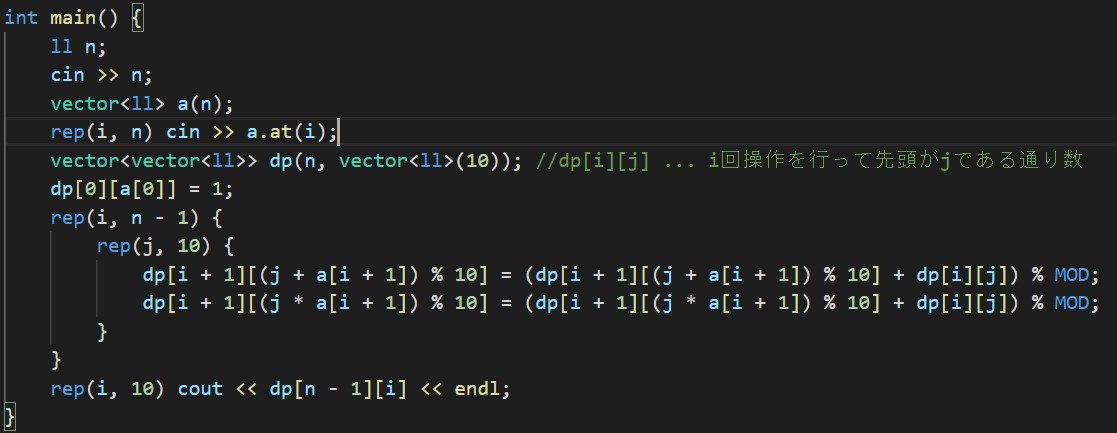 int main() {
    ll n;
    cin >> n;
    vector<ll> a(n);
    rep(i, n) cin >> a.at(i);
    vector<vector<ll>> dp(n, vector<ll>(10)); //dp[i][j] ... i回操作を行って先頭がjである通り数
    dp[0][a[0]] = 1;
    rep(i, n - 1) {
        rep(j, 10) {
            dp[i + 1][(j + a[i + 1]) % 10] = (dp[i + 1][(j + a[i + 1]) % 10] + dp[i][j]) % MOD;
            dp[i + 1][(j * a[i + 1]) % 10] = (dp[i + 1][(j * a[i + 1]) % 10] + dp[i][j]) % MOD;
        }
    }
    rep(i, 10) cout << dp[n - 1][i] << endl;
}